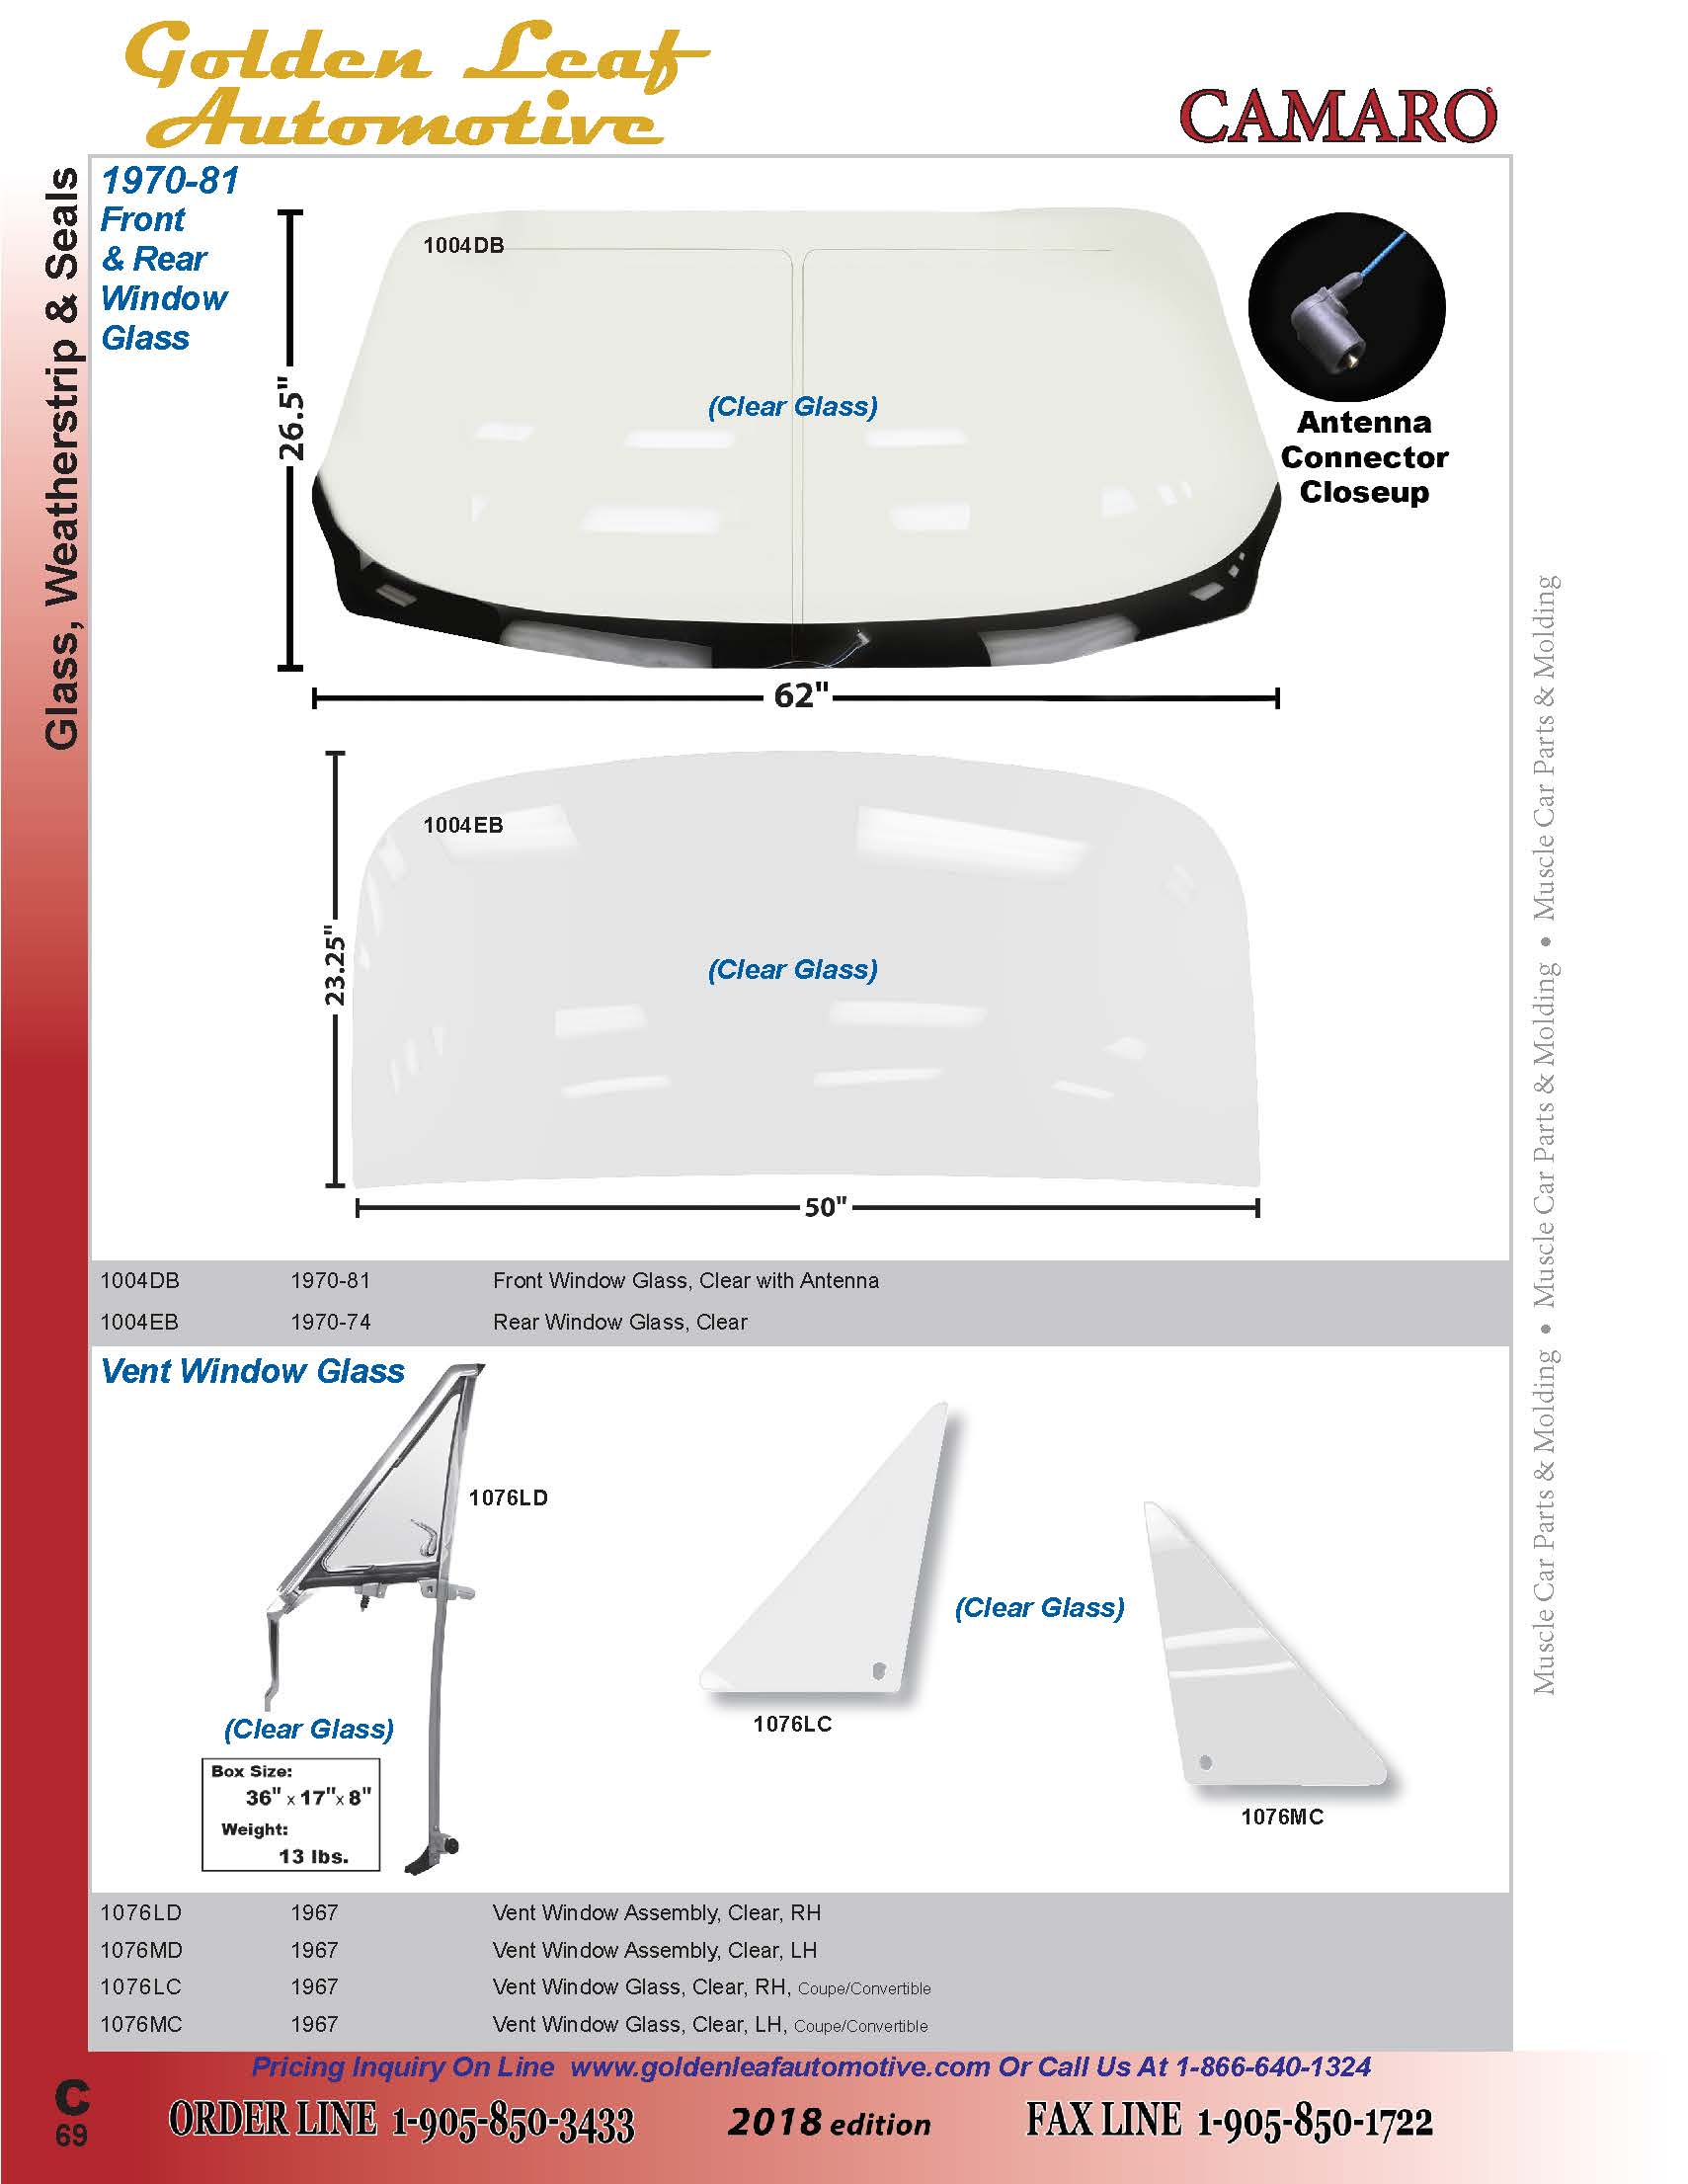 Golden Leaf
Automotive
CAMARO
Glass, Weatherstrip & Seals
1970-81
Front
& Rear
Window
Glass
26.5"
1004DB
(Clear Glass)
Antenna
Connector
Closeup
62"
1004EB
23.25"
(Clear Glass)
50"
1004DB 1970-81 Front Window Glass, Clear with Antenna
1004EB 1970-74 Rear Window Glass, Clear
Vent Window Glass
1076LD
(Clear Glass)
Box Size:
36" x 17"x 8"
Weight:
13 lbs.
1076LC
(Clear Glass)
1076MC
1076LD 1967 Vent Window Assembly, Clear, RH
1076MD 1967 Vent Window Assembly, Clear, LH
1076LC 1967 Vent Window Glass, Clear, RH, Coupe/Convertible
1076MC 1967 Vent Window Glass, Clear, LH, Coupe/Convertible
Muscle Car Parts & Molding • Muscle Car Parts & Molding • Muscle Car Parts & Molding
Pricing Inquiry On Line www.goldenleafautomotive.com Or Call Us At 1-866-640-1324
C
69
ORDER LINE 1-905-850-3433
2018 edition
FAX LINE 1-905-850-1722